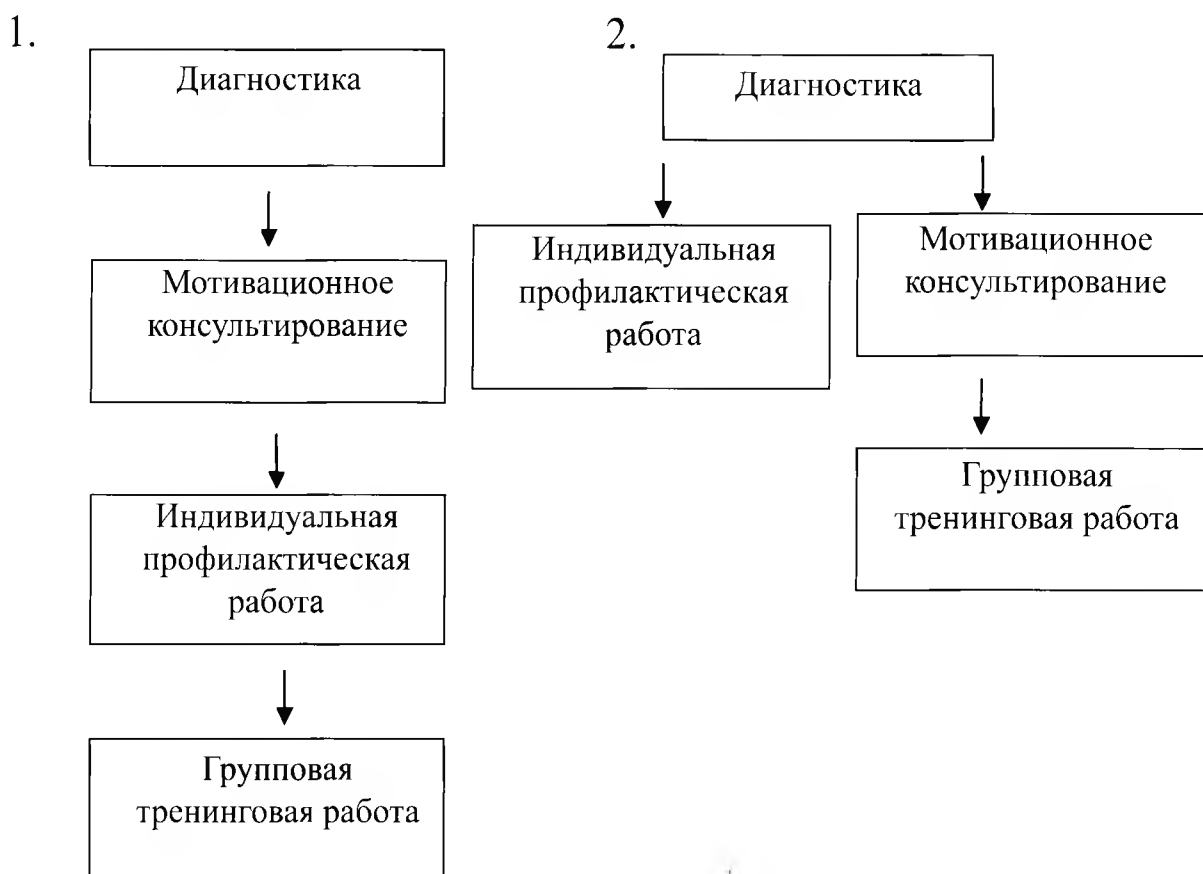 1.
Диагностика
Мотивационное
консультирование
Индивидуальная
профилактическая
работа
Групповая
тренинговая работа
2.
Диагностика
Индивидуальная
профилактическая
работа
Мотивационное
консультирование
Групповая
тренинговая работа